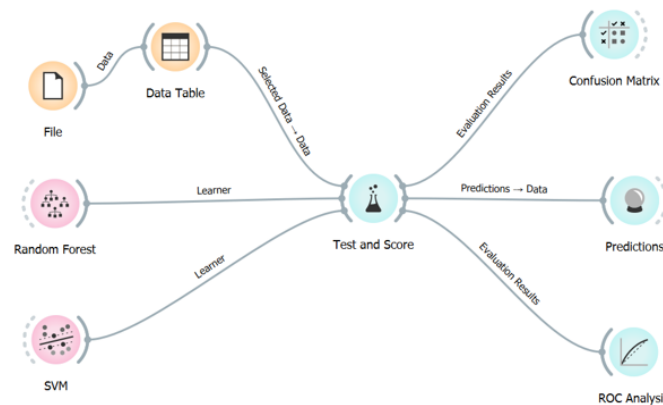 Data
Data Table
File
Selected Data → Data
Evaluation Results
Confusion Matrix
Learner
Random Forest
Test and Score
Predictions → Data
Predictions
Learner
SVM
Evaluation Results
ROC Analysi